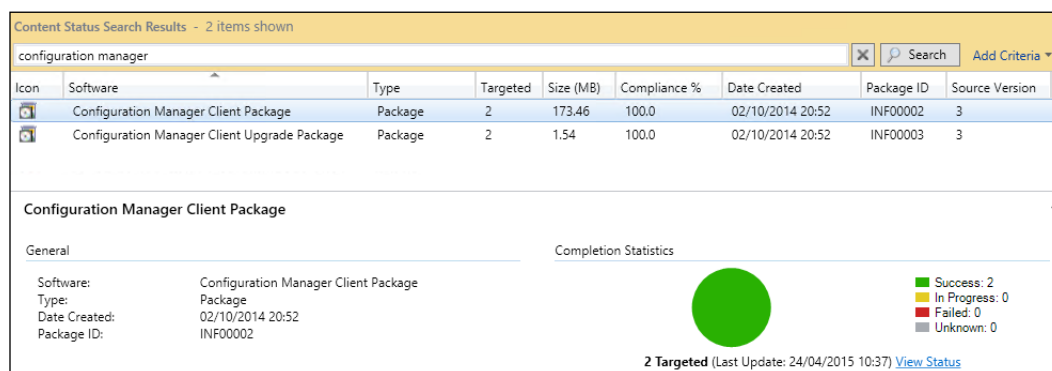 Content Status Search Results - 2 items shown
configuration manager Search Add Criteria
Icon Software Type Targeted Size (MB) Compliance % Date Created Package ID Source Version
Configuration Manager Client Package Package 2 173.46 100.0 02/10/2014 20:52 INF00002 3
Configuration Manager Client Upgrade Package Package 2 1.54 100.0 02/10/2014 20:52 INF00003 3
Configuration Manager Client Package
General Completion Statistics
Software: Configuration Manager Client Package Success: 2
Type: Package In Progress: 0
Date Created: 02/10/2014 20:52 Failed: 0
Package ID: INF00002 Unknown: 0
2 Targeted (Last Update: 24/04/2015 10:37) View Status